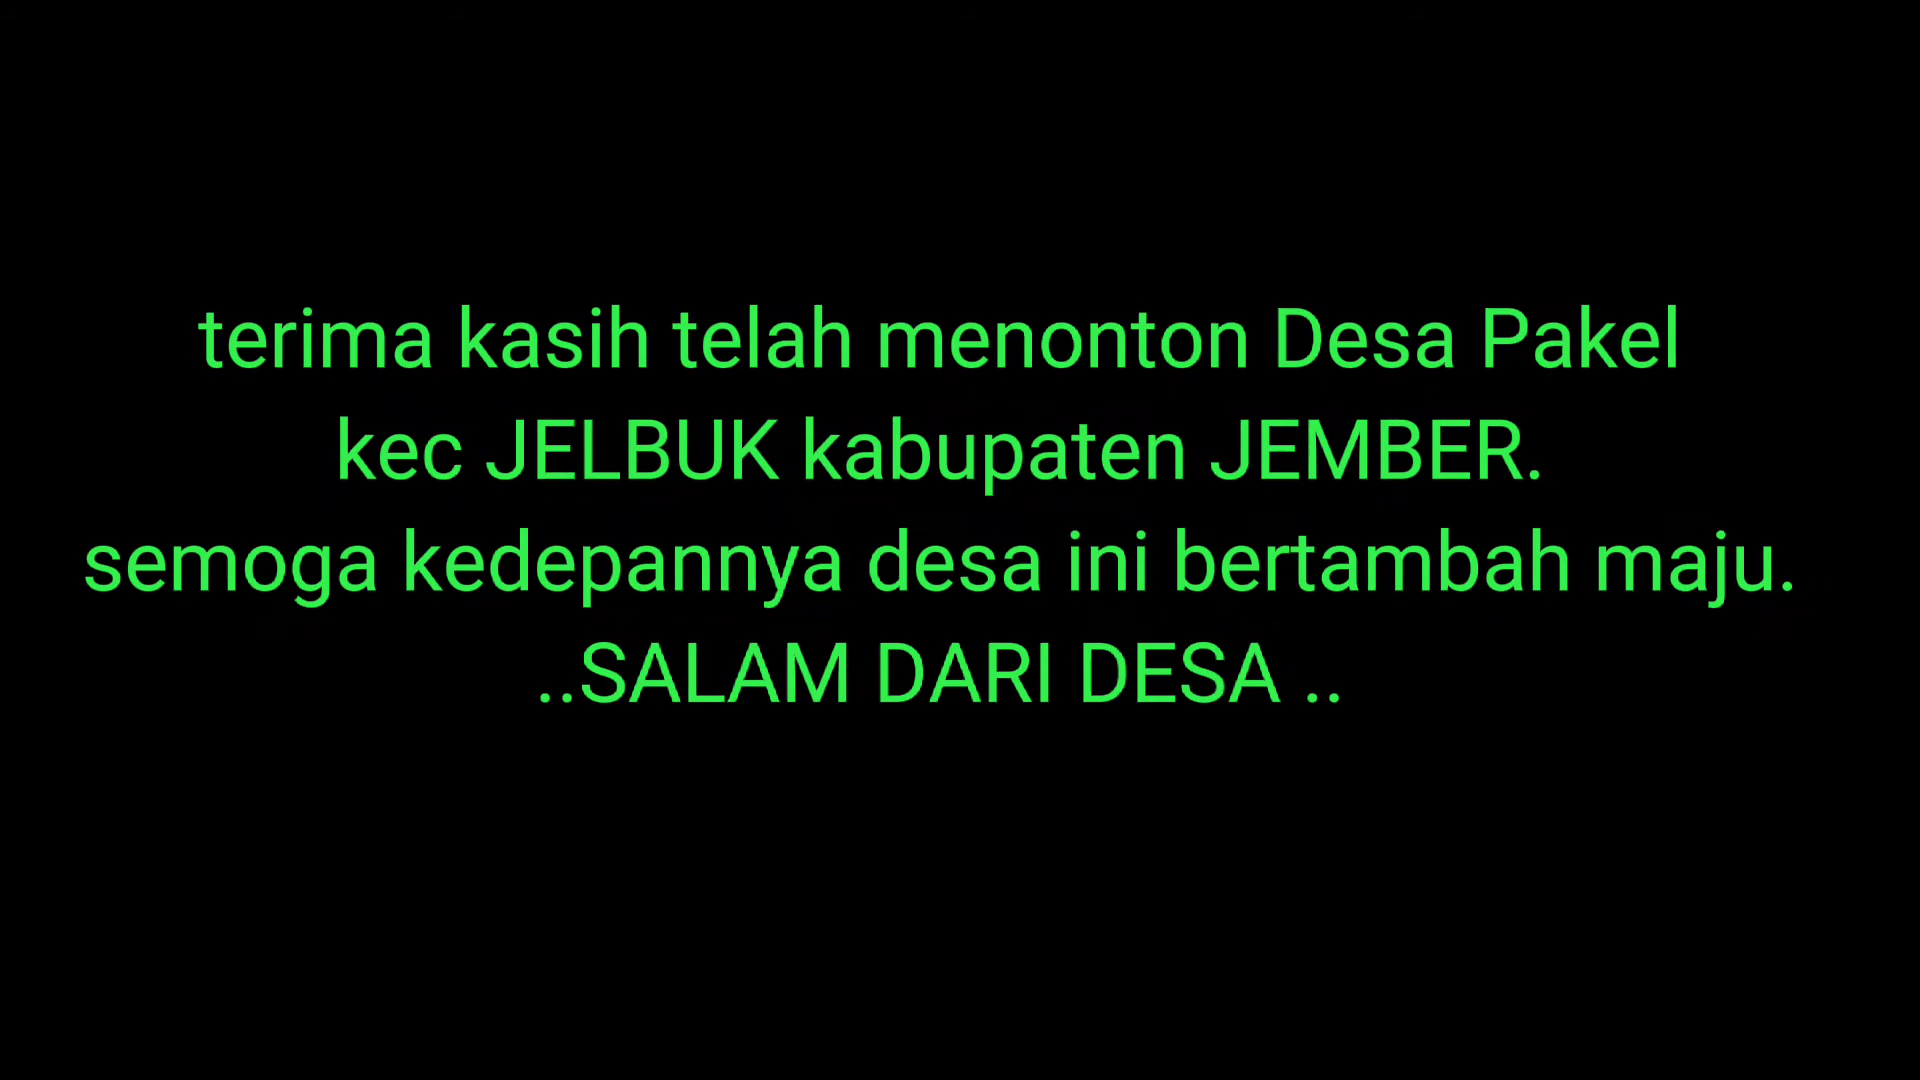 terima kasih telah menonton Desa Pakel
kec JELBUK kabupaten JEMBER.
semoga kedepannya desa ini bertambah maju.
..SALAM DARI DESA ..